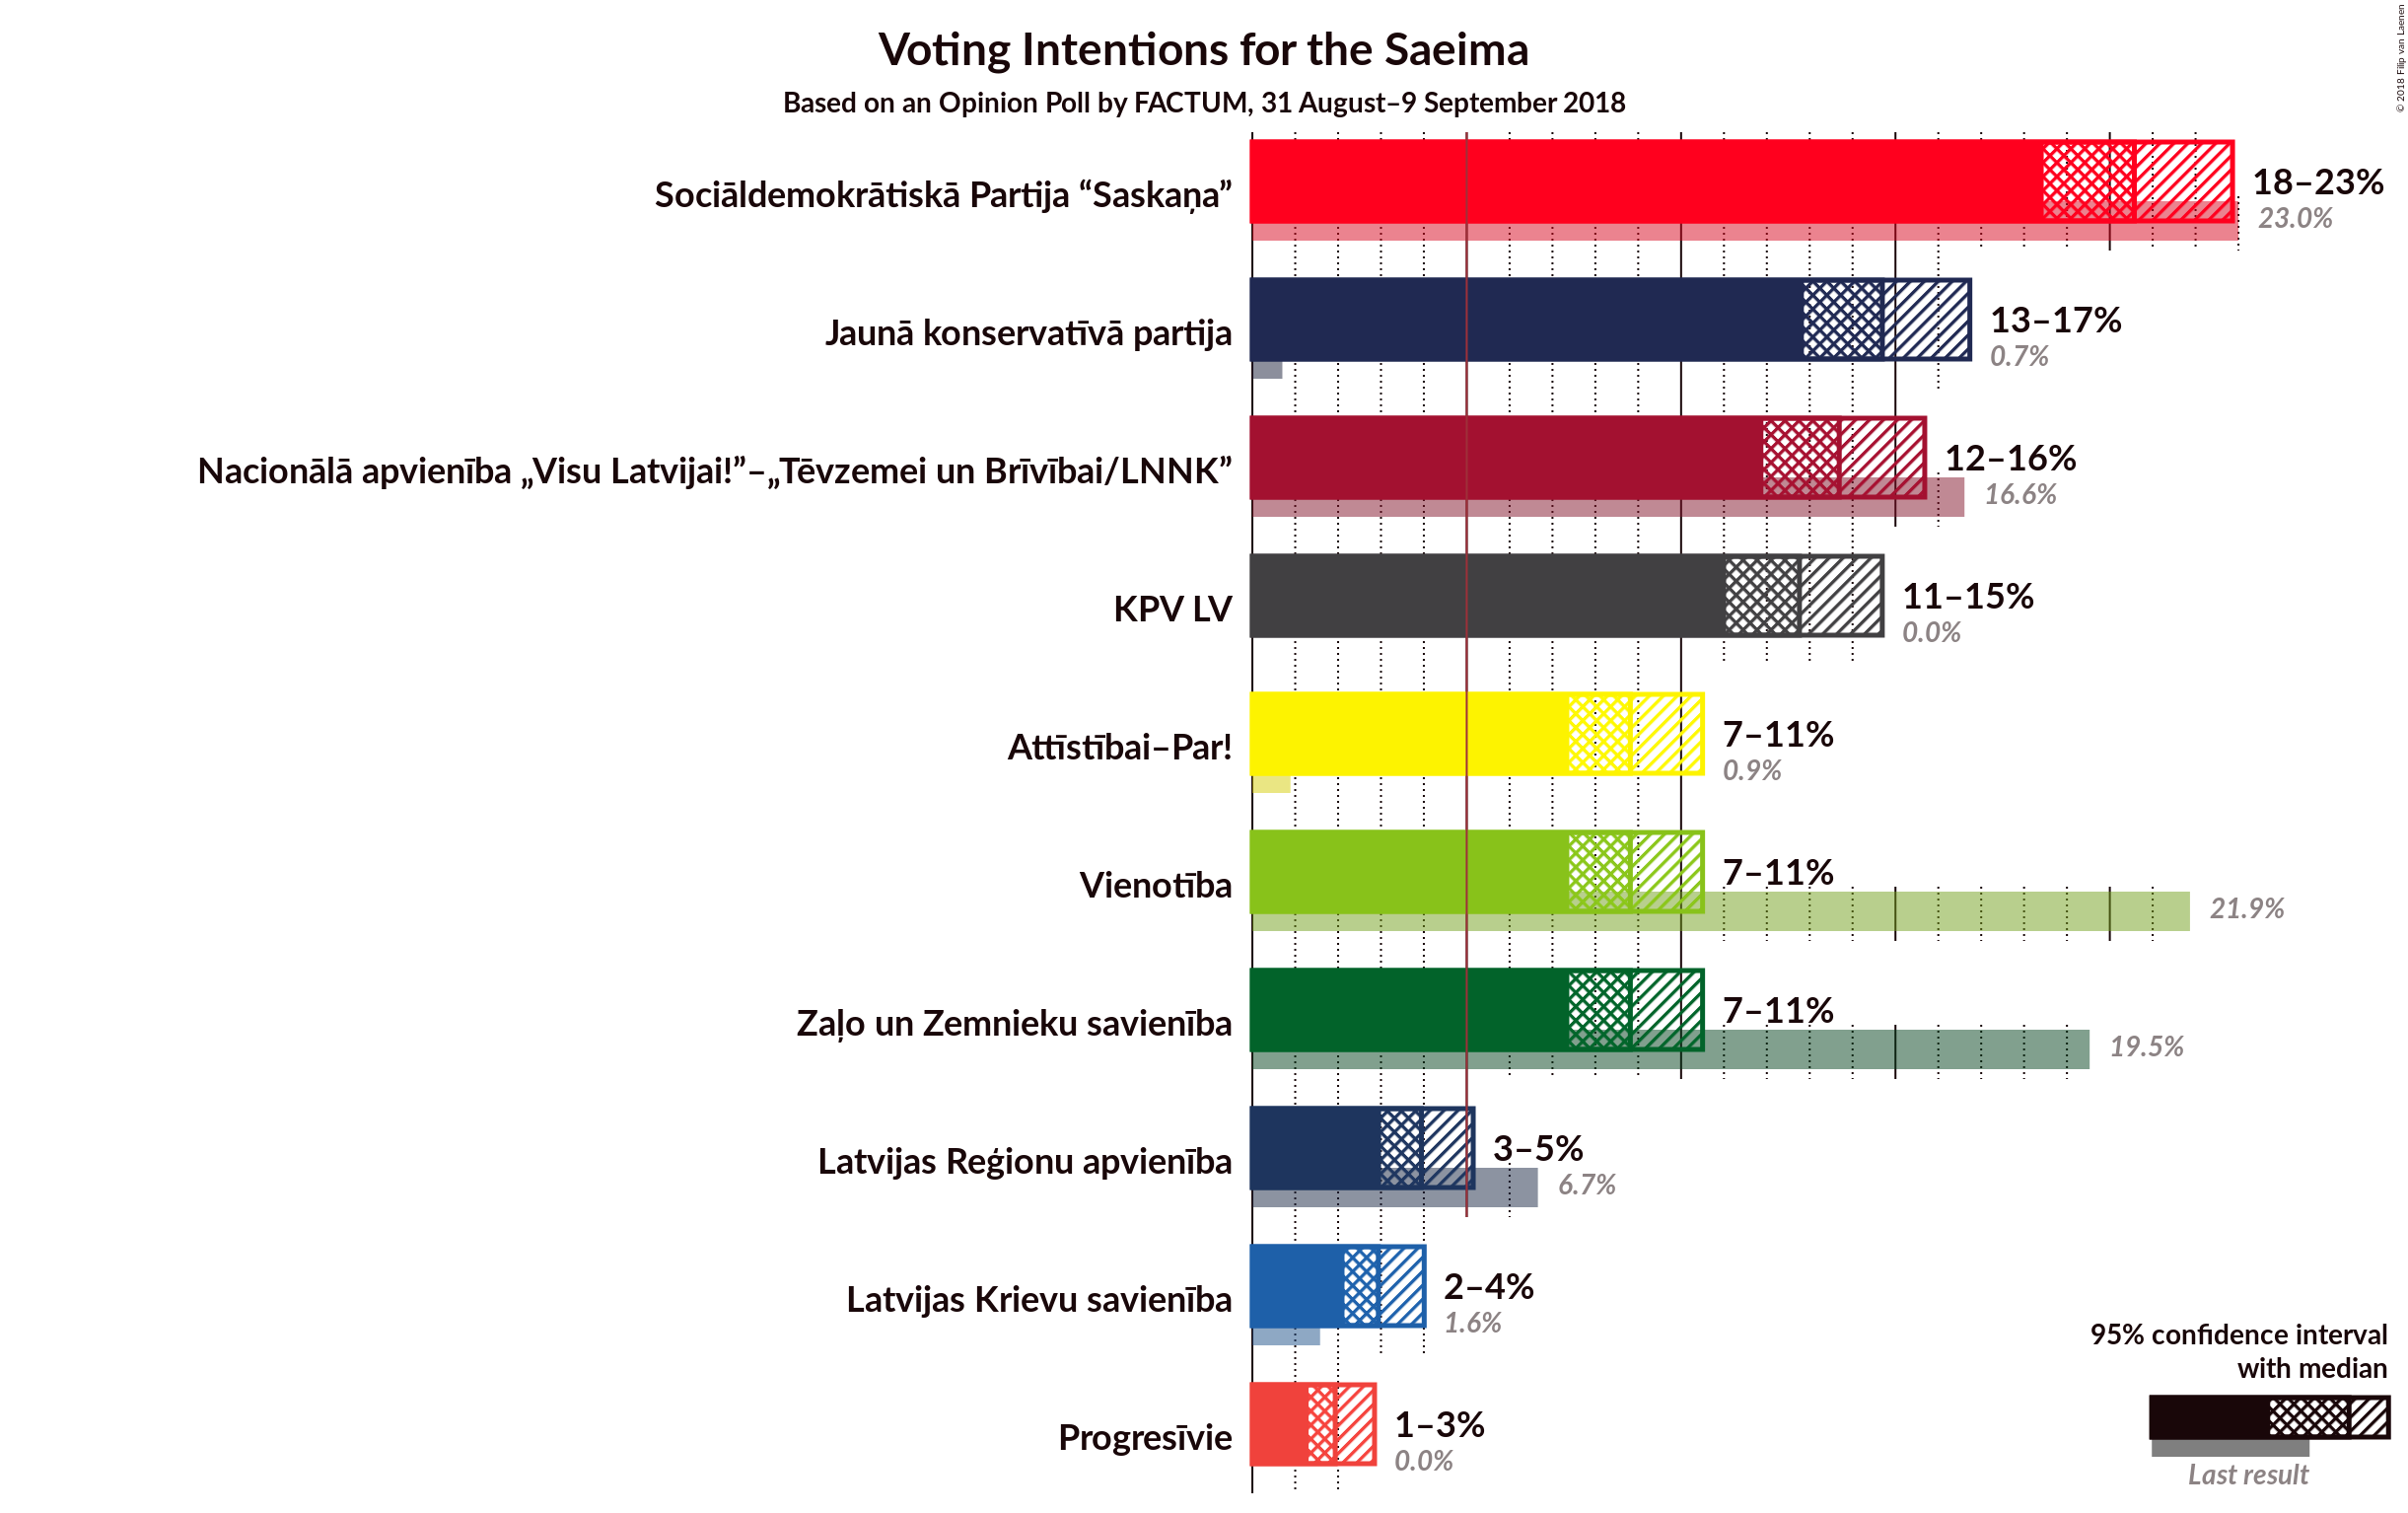 Voting Intentions for the Saeima
Based on an Opinion Poll by FACTUM, 31 August–9 September 2018
© 2018 Filip van Laenen
Sociāldemokrātiskā Partija “Saskaņa”
18–23%
23.0%
Jaunā konservatīvā partija
13–17%
0.7%
Nacionālā apvienība „Visu Latvijai!”–„Tēvzemei un Brīvībai/LNNK”
12–16%
16.6%
KPV LV
11–15%
0.0%
Attīstībai–Par!
7–11%
0.9%
Vienotība
7–11%
21.9%
Zaļo un Zemnieku savienība
7–11%
19.5%
Latvijas Reģionu apvienība
3–5%
6.7%
Latvijas Krievu savienība
2–4%
1.6%
Progresīvie
1–3%
0.0%
95% confidence interval
with median
Last result